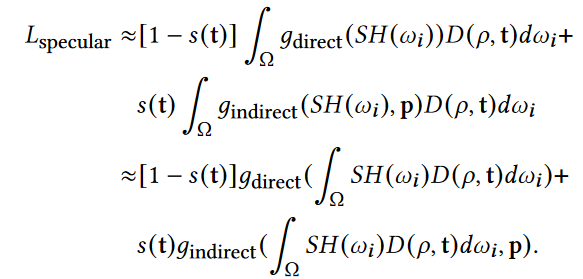 L_specular ≈[1 − s(t)] ∫_Ω g_direct(SH(ω_i))D(ρ, t)dω_i+
s(t) ∫_Ω g_indirect(SH(ω_i), p)D(ρ, t)dω_i
≈[1 − s(t)]g_direct(∫_Ω SH(ω_i)D(ρ, t)dω_i)+
s(t)g_indirect(∫_Ω SH(ω_i)D(ρ, t)dω_i, p).